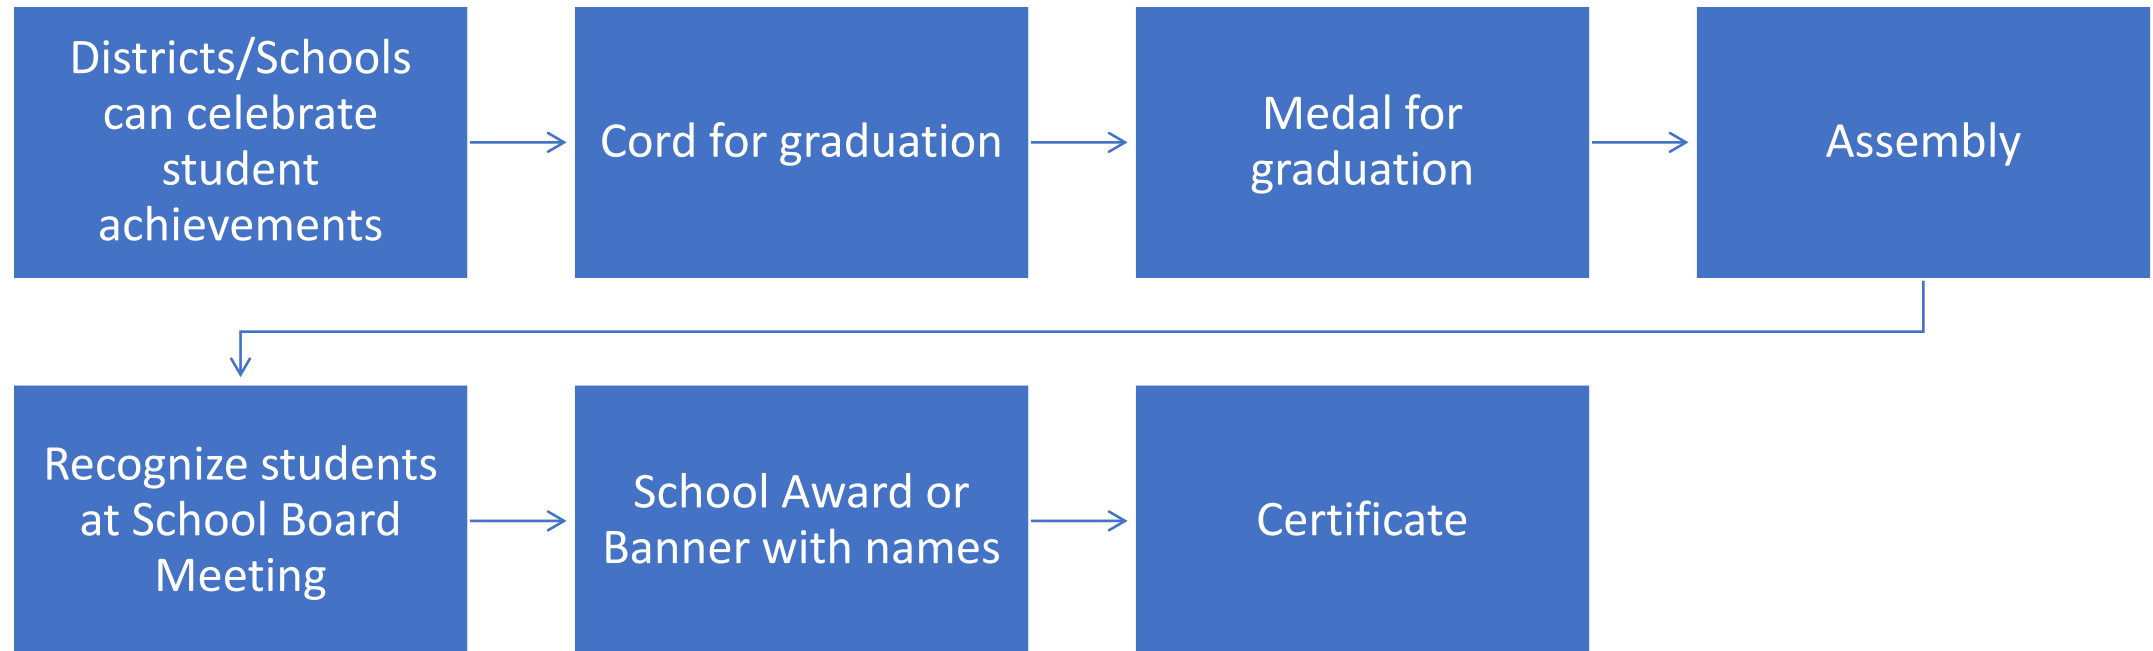 Districts/Schools
can celebrate
student
achievements
Cord for graduation
Medal for
graduation
Assembly
Recognize students
at School Board
Meeting
School Award or
Banner with names
Certificate